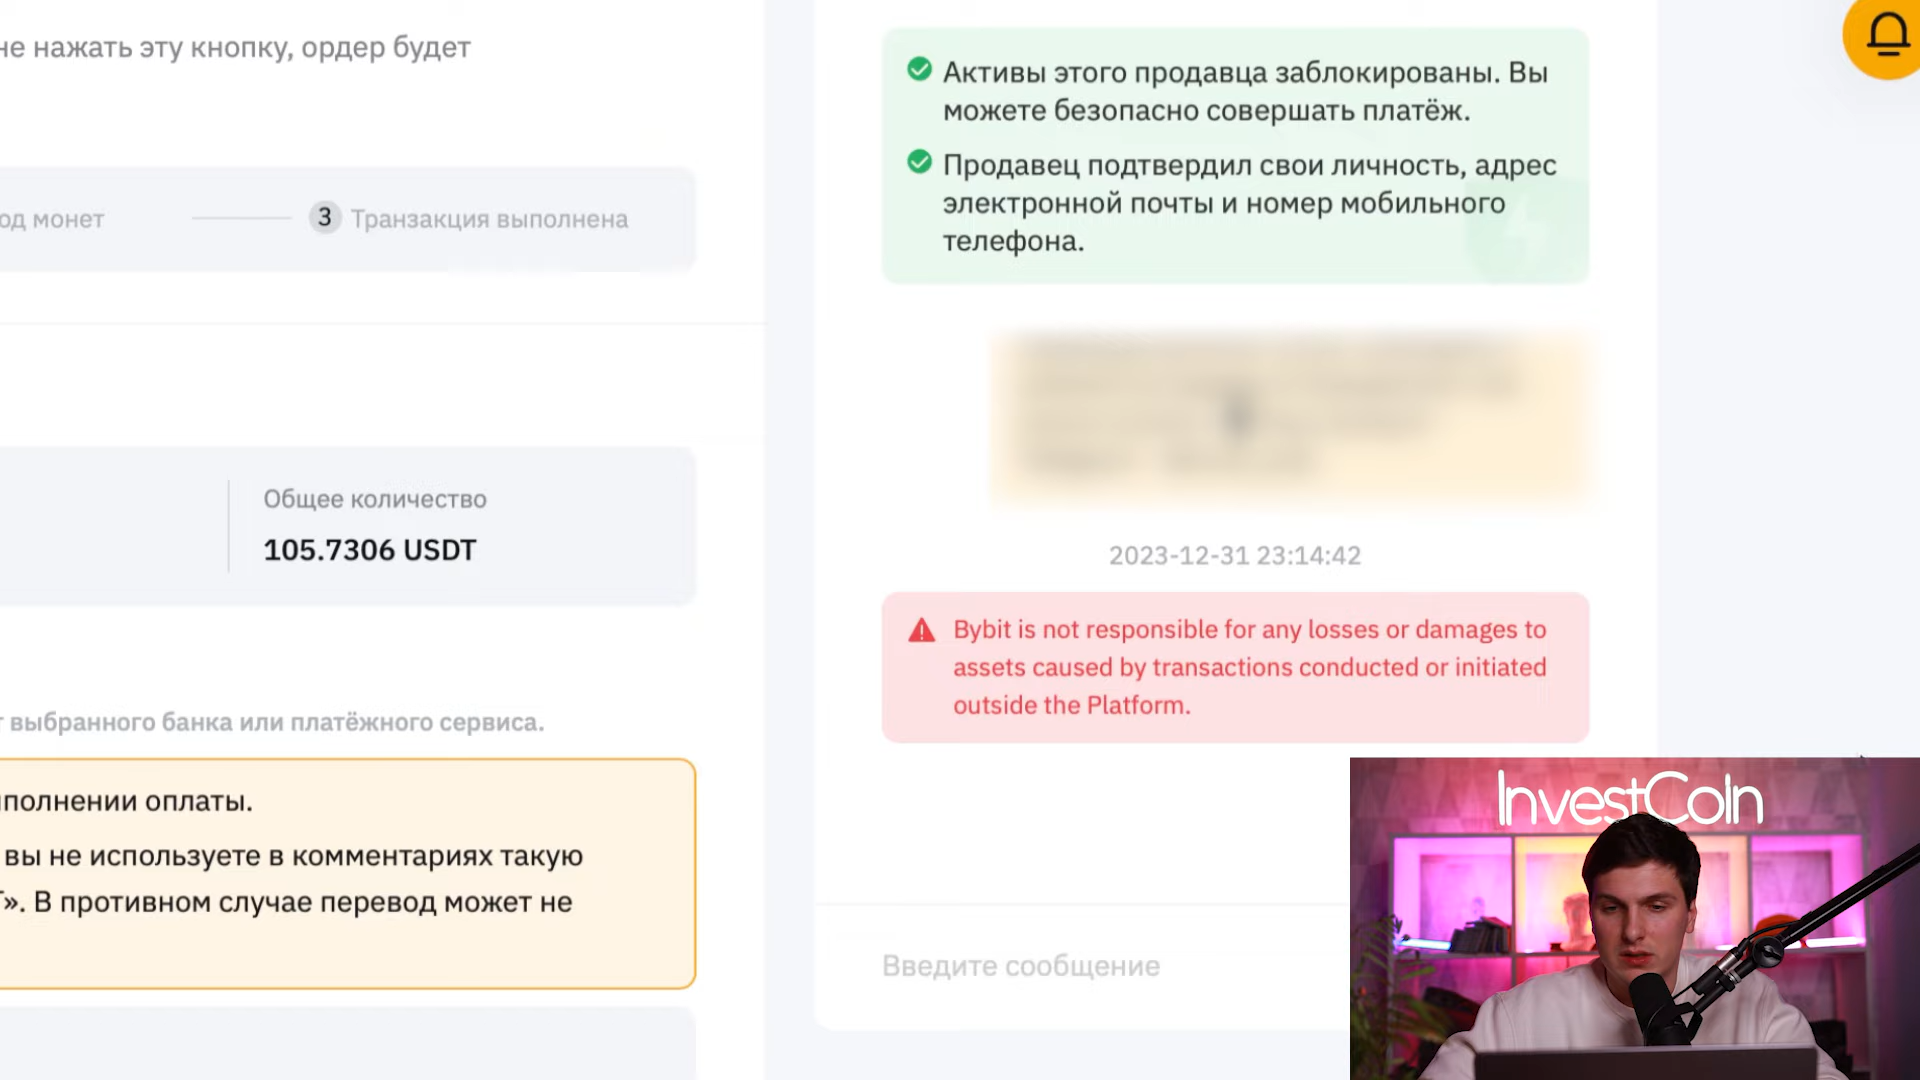 не нажать эту кнопку, ордер будет
од монет
3 Транзакция выполнена
Общее количество
105.7306 USDT
выбранного банка или платёжного сервиса.
полнении оплаты.
вы не используете в комментариях такую
». В противном случае перевод может не
Активы этого продавца заблокированы. Вы
можете безопасно совершать платёж.
Продавец подтвердил свои личность, адрес
электронной почты и номер мобильного
телефона.
2023-12-31 23:14:42
Bybit is not responsible for any losses or damages to
assets caused by transactions conducted or initiated
outside the Platform.
Введите сообщение
InvestCoin